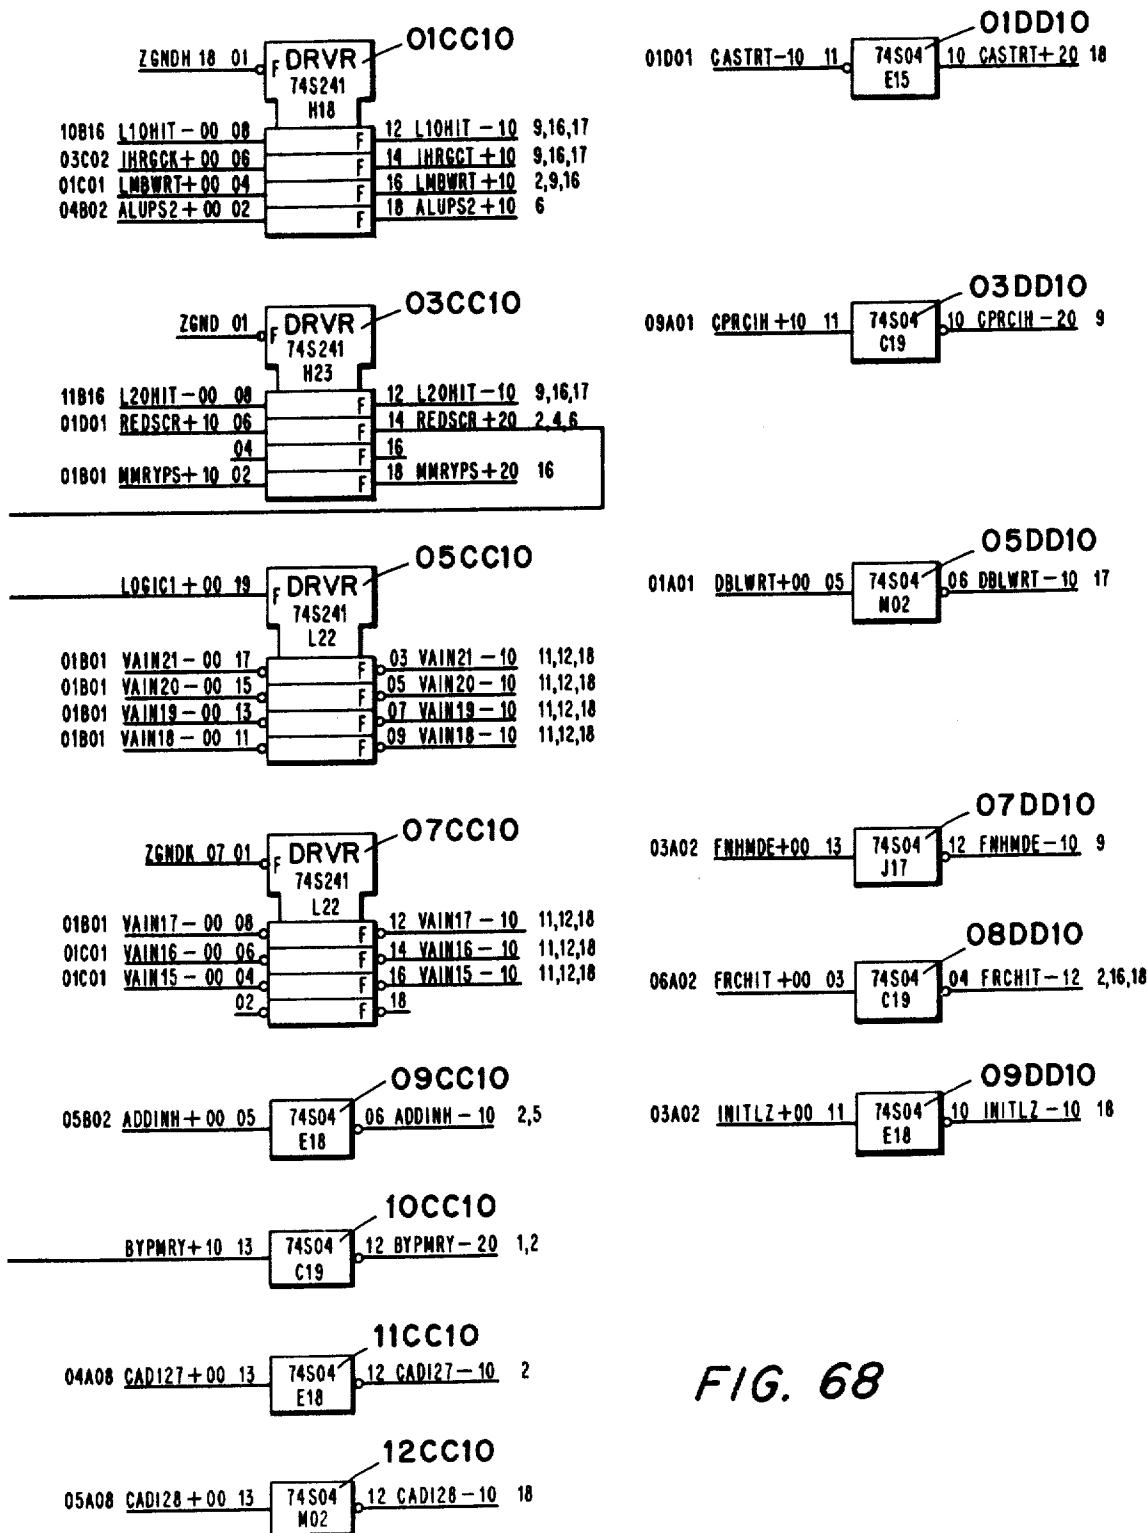 01CC10
ZGNDH 18 01 F DRVR
74S241
H18
10B16 L1OHIT-00 08 F 12 L1OHIT-10 9,16,17
03C02 IHRGCK+00 06 F 14 IHRGCT+10 9,16,17
01C01 LMBWRT+00 04 F 16 LMBWRT+10 2,9,16
04B02 ALUPS2+00 02 F 18 ALUPS2+10 6
03CC10
ZGND 01 F DRVR
74S241
H23
11B16 L2OHIT-00 08 F 12 L2OHIT-10 9,16,17
01D01 REDSCR+10 06 F 14 REDSCR+20 2,4,6
04 F 16
01B01 MMRYPS+10 02 F 18 MMRYPS+20 16
05CC10
LOGIC1+00 19 F DRVR
74S241
L22
01B01 VAIN21-00 17 F 03 VAIN21-10 11,12,18
01B01 VAIN20-00 15 F 05 VAIN20-10 11,12,18
01B01 VAIN19-00 13 F 07 VAIN19-10 11,12,18
01B01 VAIN18-00 11 F 09 VAIN18-10 11,12,18
07CC10
ZGNDK 07 01 F DRVR
74S241
L22
01B01 VAIN17-00 08 F 12 VAIN17-10 11,12,18
01C01 VAIN16-00 06 F 14 VAIN16-10 11,12,18
01C01 VAIN15-00 04 F 16 VAIN15-10 11,12,18
02 F 18
09CC10
05B02 ADDINH+00 05 74S04 06 ADDINH-10 2,5
E18
10CC10
BYPMRY+10 13 74S04 12 BYPMRY-20 1,2
C19
11CC10
04A08 CADI27+00 13 74S04 12 CADI27-10 2
E18
12CC10
05A08 CADI28+00 13 74S04 12 CADI28-10 18
M02
01DD10
01D01 CASTRT-10 11 74S04 10 CASTRT+20 18
E15
03DD10
09A01 CPRCIH+10 11 74S04 10 CPRCIH-20 9
C19
05DD10
01A01 DBLWRT+00 05 74S04 06 DBLWRT-10 17
M02
07DD10
03A02 FNHMDE+00 13 74S04 12 FNHMDE-10 9
J17
08DD10
06A02 FRCHIT+00 03 74S04 04 FRCHIT-12 2,16,18
C19
09DD10
03A02 INITLZ+00 11 74S04 10 INITLZ-10 18
E18
FIG. 68